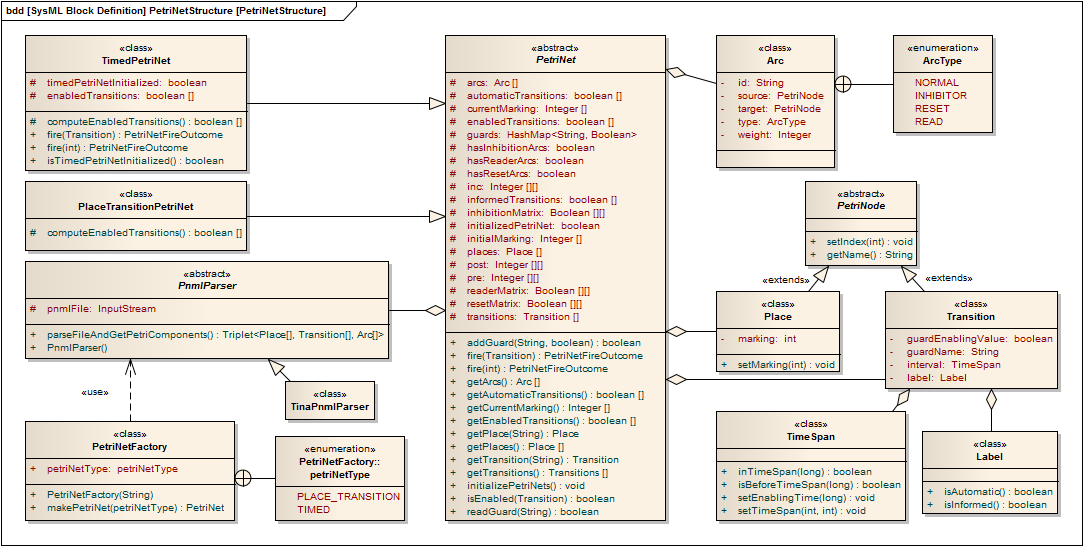 bdd [SysML Block Definition] PetriNetStructure [PetriNetStructure]
«class»
TimedPetriNet
# timedPetriNetInitialized: boolean
# enabledTransitions: boolean []
# computeEnabledTransitions() : boolean []
+ fire(Transition) : PetriNetFireOutcome
+ fire(int) : PetriNetFireOutcome
+ isTimedPetriNetInitialized() : boolean
«class»
PlaceTransitionPetriNet
# computeEnabledTransitions() : boolean []
«abstract»
PnmlParser
# pnmlFile: InputStream
+ parseFileAndGetPetriComponents() : Triplet<Place[], Transition[], Arc[]>
+ PnmlParser()
«use»
«class»
TinaPnmlParser
«class»
PetriNetFactory
+ petriNetType: petriNetType
+ PetriNetFactory(String)
+ makePetriNet(petriNetType) : PetriNet
«enumeration»
PetriNetFactory::
petriNetType
PLACE_TRANSITION
TIMED
«abstract»
PetriNet
# arcs: Arc []
# automaticTransitions: boolean []
# currentMarking: Integer []
# enabledTransitions: boolean []
# guards: HashMap<String, Boolean>
# hasInhibitionArcs: boolean
# hasReaderArcs: boolean
# hasResetArcs: boolean
# inc: Integer [][]
# informedTransitions: boolean []
# inhibitionMatrix: Boolean [][]
# initializedPetriNet: boolean
# initialMarking: Integer []
# places: Place []
# post: Integer [][]
# pre: Integer [][]
# readerMatrix: Boolean [][]
# resetMatrix: Boolean [][]
# transitions: Transition []
+ addGuard(String, boolean) : boolean
+ fire(Transition) : PetriNetFireOutcome
+ fire(int) : PetriNetFireOutcome
+ getArcs() : Arc []
+ getAutomaticTransitions() : boolean []
+ getCurrentMarking() : Integer []
+ getEnabledTransitions() : boolean []
+ getPlace(String) : Place
+ getPlaces() : Place []
+ getTransition(String) : Transition
+ getTransitions() : Transitions []
+ initializePetriNets() : void
+ isEnabled(Transition) : boolean
+ readGuard(String) : boolean
«class»
Arc
- id: String
- source: PetriNode
- target: PetriNode
- type: ArcType
- weight: Integer
«enumeration»
ArcType
NORMAL
INHIBITOR
RESET
READ
«abstract»
PetriNode
+ setIndex(int) : void
+ getName() : String
«extends»
«extends»
«class»
Place
- marking: int
+ setMarking(int) : void
«class»
Transition
- guardEnablingValue: boolean
- guardName: String
- interval: TimeSpan
- label: Label
«class»
TimeSpan
+ inTimeSpan(long) : boolean
+ isBeforeTimeSpan(long) : boolean
+ setEnablingTime(long) : void
+ setTimeSpan(int, int) : void
«class»
Label
+ isAutomatic() : boolean
+ isInformed() : boolean